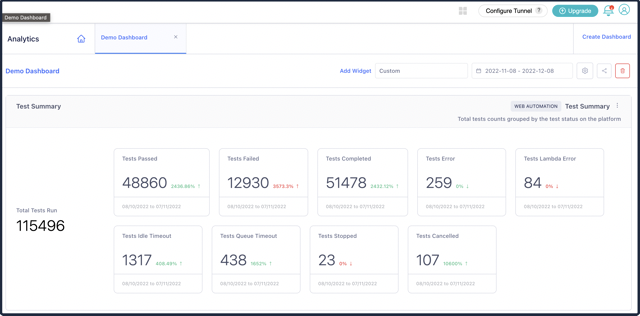 Configure Tunnel ?
Upgrade
Demo Dashboard
Analytics
Demo Dashboard ×
Create Dashboard
Demo Dashboard
Add Widget
Custom
2022-11-08 - 2022-12-08
Test Summary
WEB AUTOMATION Test Summary
Total tests counts grouped by the test status on the platform
Total Tests Run
115496
Tests Passed
48860 2436.86% ↑
08/10/2022 to 07/11/2022
Tests Failed
12930 3573.3% ↑
08/10/2022 to 07/11/2022
Tests Completed
51478 2432.12% ↑
08/10/2022 to 07/11/2022
Tests Error
259 0% ↓
08/10/2022 to 07/11/2022
Tests Lambda Error
84 0% ↓
08/10/2022 to 07/11/2022
Tests Idle Timeout
1317 408.49% ↑
08/10/2022 to 07/11/2022
Tests Queue Timeout
438 1652% ↑
08/10/2022 to 07/11/2022
Tests Stopped
23 0% ↓
08/10/2022 to 07/11/2022
Tests Cancelled
107 10600% ↑
08/10/2022 to 07/11/2022